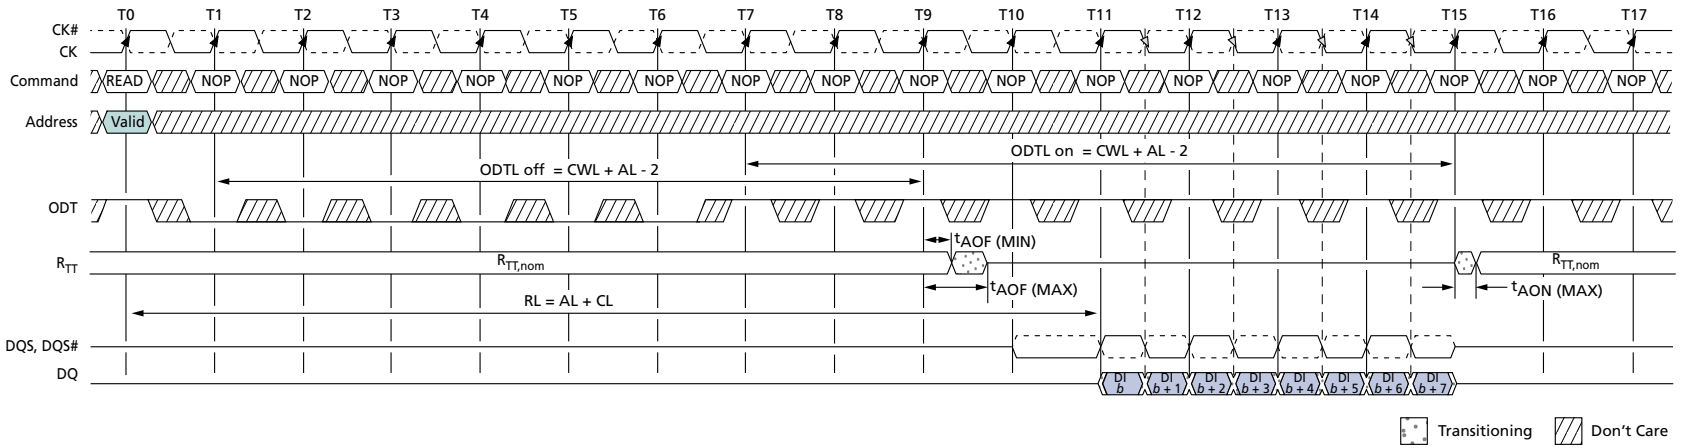 T0 T1 T2 T3 T4 T5 T6 T7 T8 T9 T10 T11 T12 T13 T14 T15 T16 T17
CK#
CK
Command READ NOP NOP NOP NOP NOP NOP NOP NOP NOP NOP NOP NOP NOP NOP NOP NOP NOP
Address Valid
ODTL on = CWL + AL - 2
ODTL off = CWL + AL - 2
ODT
tAOF (MIN)
RTT RTT,nom RTT,nom
tAOF (MAX) tAON (MAX)
RL = AL + CL
DQS, DQS#
DQ DI b DI b + 1 DI b + 2 DI b + 3 DI b + 4 DI b + 5 DI b + 6 DI b + 7
Transitioning Don't Care